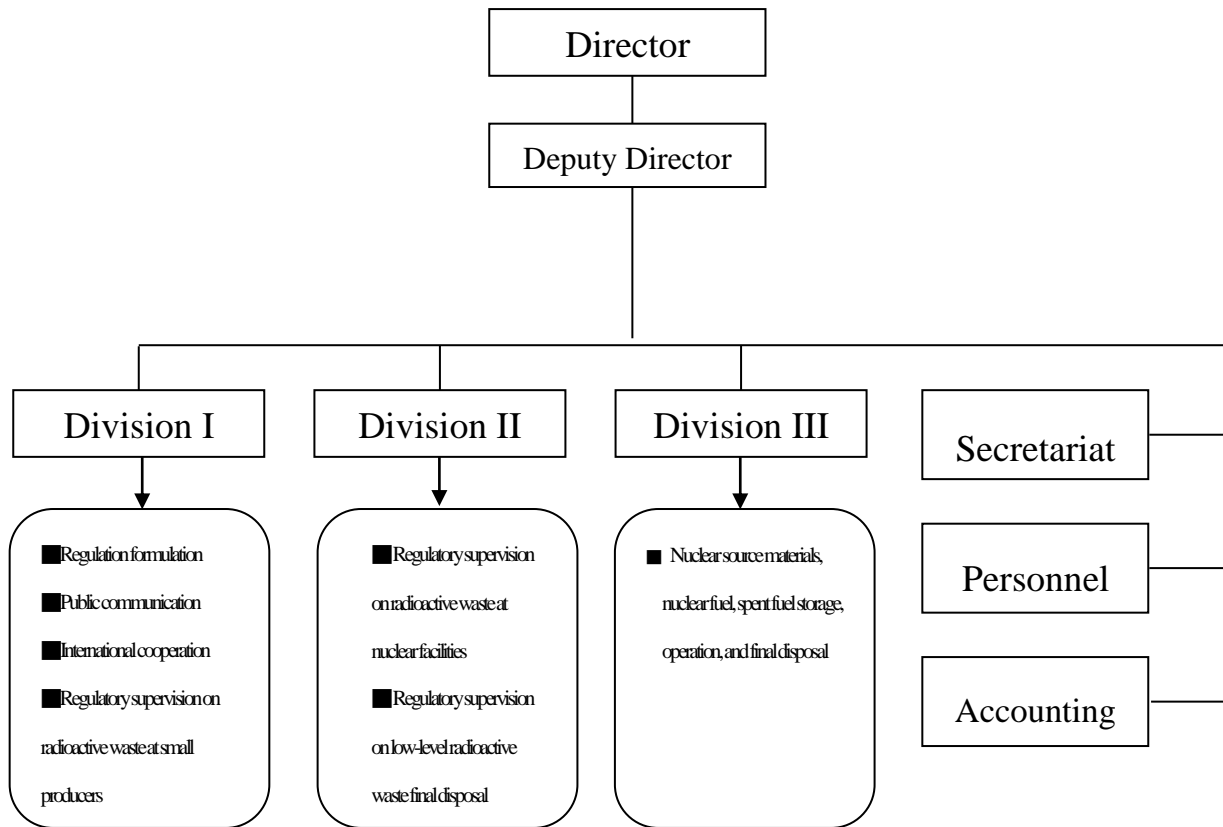 Director
Deputy Director
Division I
Division II
Division III
Secretariat
Personnel
Accounting
■Regulation formulation
■Public communication
■International cooperation
■Regulatory supervision on
radioactive waste at small
producers
■Regulatory supervision
on radioactive waste at
nuclear facilities
■Regulatory supervision
on low-level radioactive
waste final disposal
■ Nuclear source materials,
nuclear fuel, spent fuel storage,
operation, and final disposal